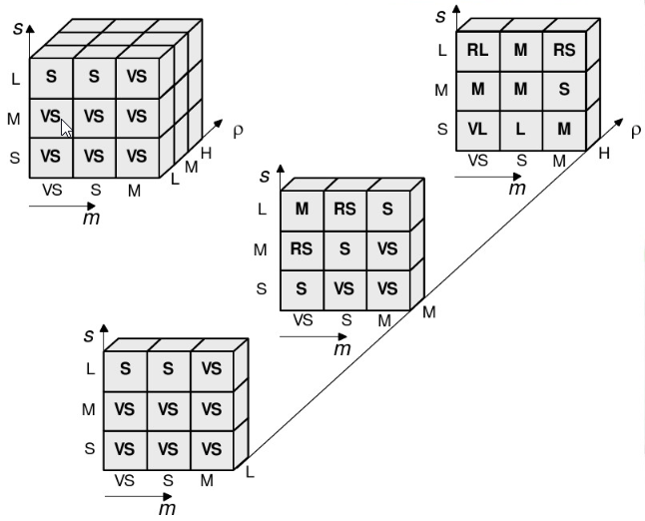 s
L S S VS
M VS VS VS
S VS VS VS
VS S M
L M H ρ
m
s
L RL M RS
M M M S
S VL L M
VS S M
H ρ
m
s
L M RS S
M RS S VS
S S VS VS
VS S M
M
m
s
L S S VS
M VS VS VS
S VS VS VS
VS S M
L
m